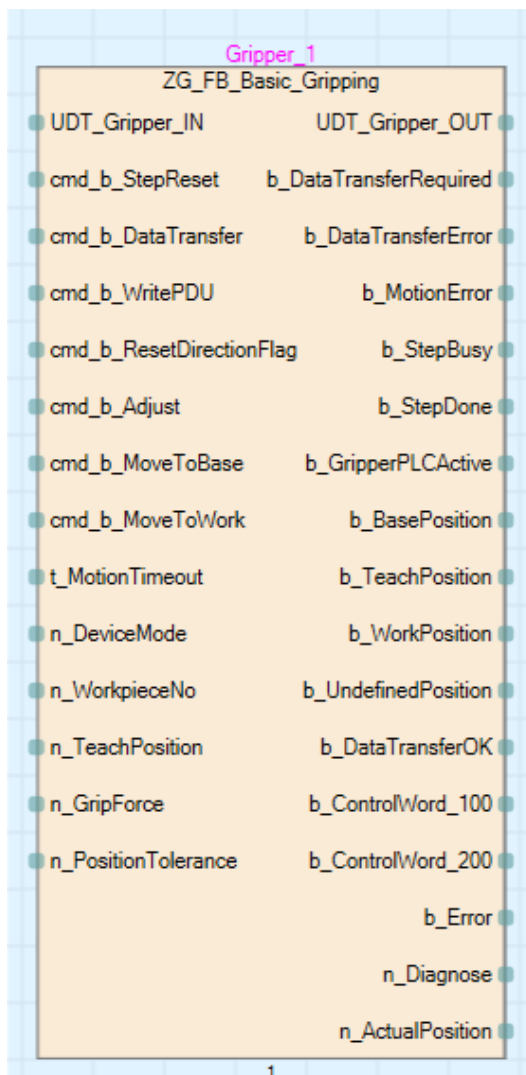 Gripper_1
ZG_FB_Basic_Gripping
UDT_Gripper_IN UDT_Gripper_OUT
cmd_b_StepReset b_DataTransferRequired
cmd_b_DataTransfer b_DataTransferError
cmd_b_WritePDU b_MotionError
cmd_b_ResetDirectionFlag b_StepBusy
cmd_b_Adjust b_StepDone
cmd_b_MoveToBase b_GripperPLCActive
cmd_b_MoveToWork b_BasePosition
t_MotionTimeout b_TeachPosition
n_DeviceMode b_WorkPosition
n_WorkpieceNo b_UndefinedPosition
n_TeachPosition b_DataTransferOK
n_GripForce b_ControlWord_100
n_PositionTolerance b_ControlWord_200
b_Error
n_Diagnose
n_ActualPosition
1